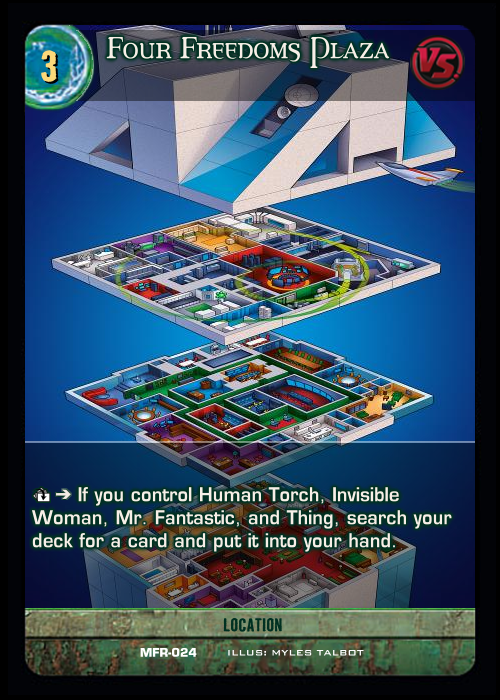 3
Four Freedoms Plaza
VS
➔ If you control Human Torch, Invisible
Woman, Mr. Fantastic, and Thing, search your
deck for a card and put it into your hand.
LOCATION
MFR-024 ILLUS: MYLES TALBOT